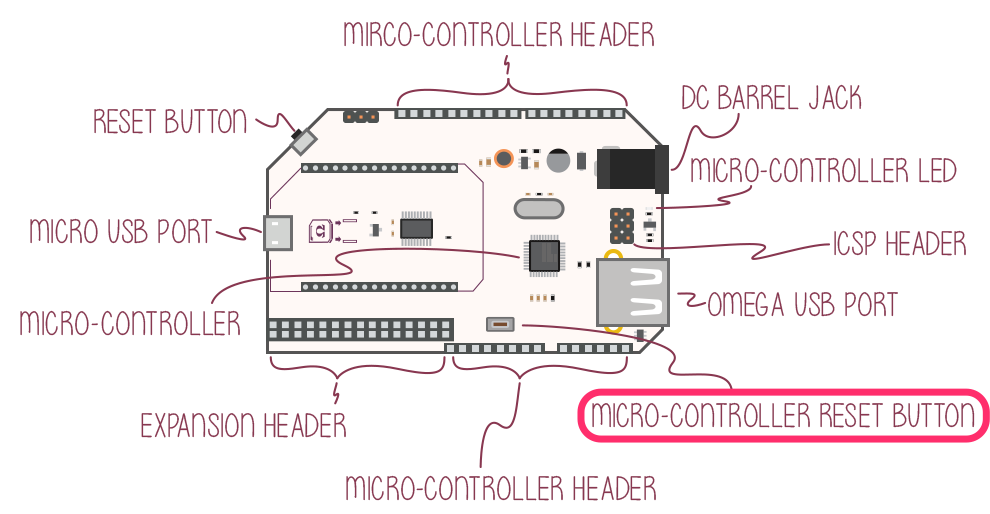 MIRCO-CONTROLLER HEADER
DC BARREL JACK
RESET BUTTON
MICRO-CONTROLLER LED
MICRO USB PORT
ICSP HEADER
Ω
OMEGA USB PORT
MICRO-CONTROLLER
MICRO-CONTROLLER RESET BUTTON
EXPANSION HEADER
MICRO-CONTROLLER HEADER